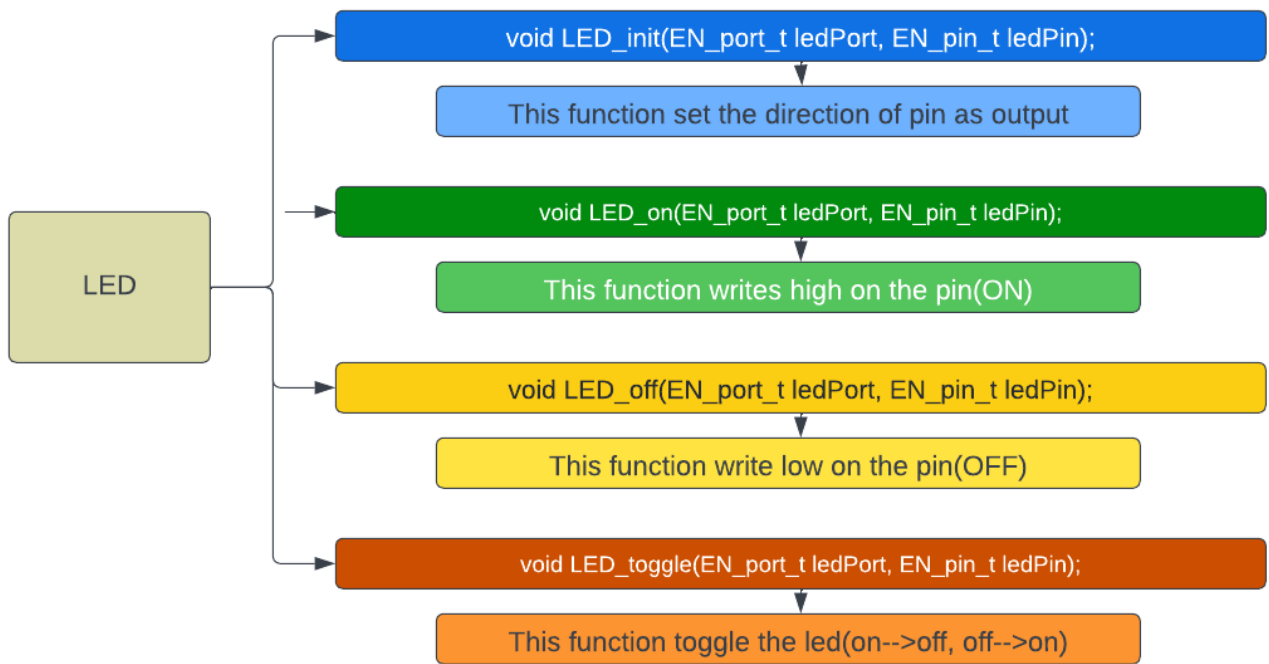 void LED_init(EN_port_t ledPort, EN_pin_t ledPin);
This function set the direction of pin as output
void LED_on(EN_port_t ledPort, EN_pin_t ledPin);
LED
This function writes high on the pin(ON)
void LED_off(EN_port_t ledPort, EN_pin_t ledPin);
This function write low on the pin(OFF)
void LED_toggle(EN_port_t ledPort, EN_pin_t ledPin);
This function toggle the led(on-->off, off-->on)